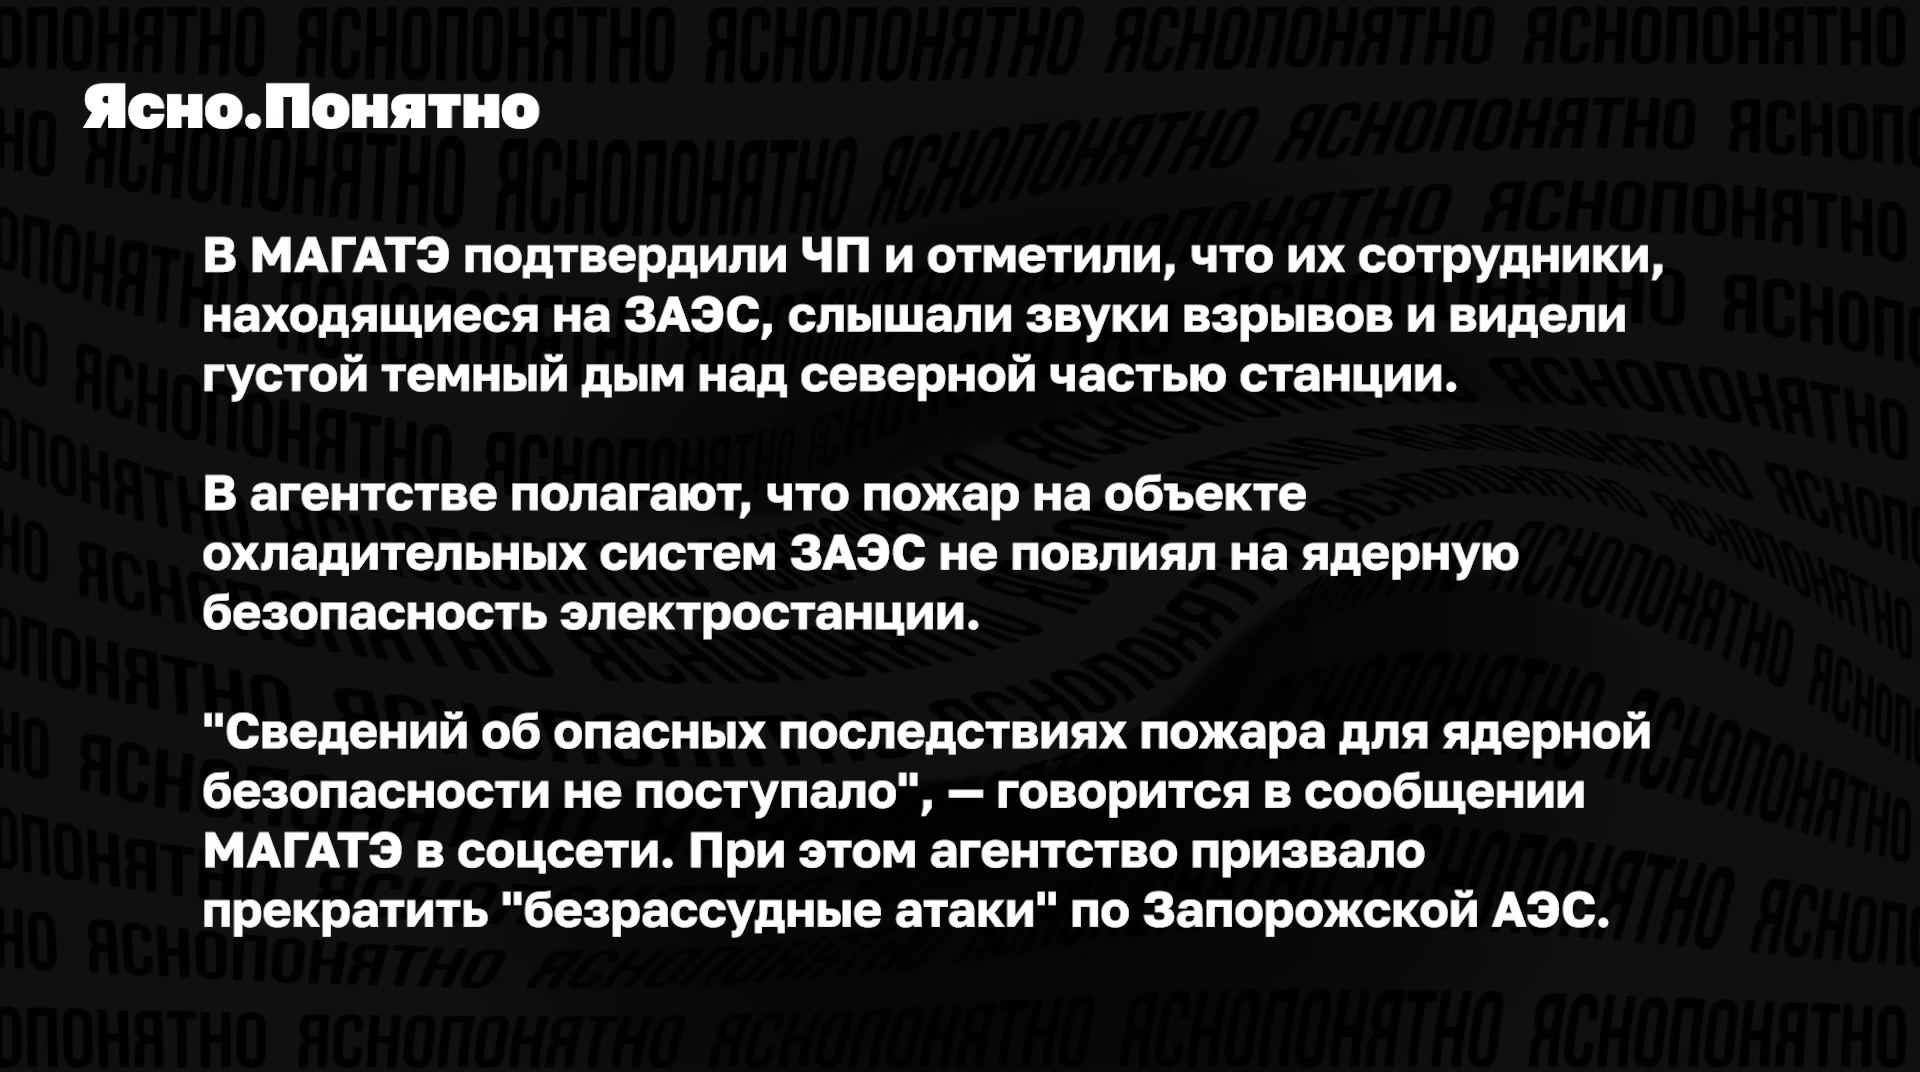 Ясно.Понятно
В МАГАТЭ подтвердили ЧП и отметили, что их сотрудники,
находящиеся на ЗАЭС, слышали звуки взрывов и видели
густой темный дым над северной частью станции.
В агентстве полагают, что пожар на объекте
охладительных систем ЗАЭС не повлиял на ядерную
безопасность электростанции.
"Сведений об опасных последствиях пожара для ядерной
безопасности не поступало", — говорится в сообщении
МАГАТЭ в соцсети. При этом агентство призвало
прекратить "безрассудные атаки" по Запорожской АЭС.